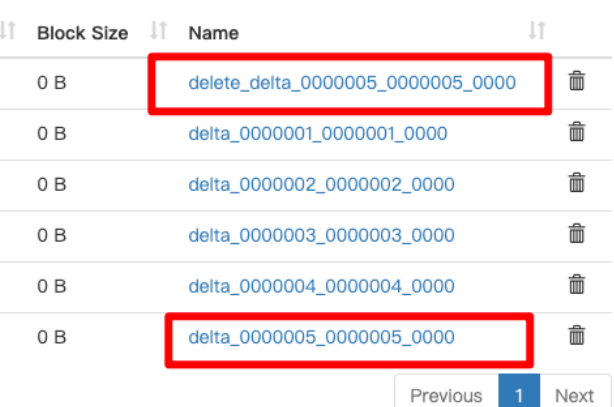 Block Size Name
0 B delete_delta_0000005_0000005_0000
0 B delta_0000001_0000001_0000
0 B delta_0000002_0000002_0000
0 B delta_0000003_0000003_0000
0 B delta_0000004_0000004_0000
0 B delta_0000005_0000005_0000
Previous 1 Next